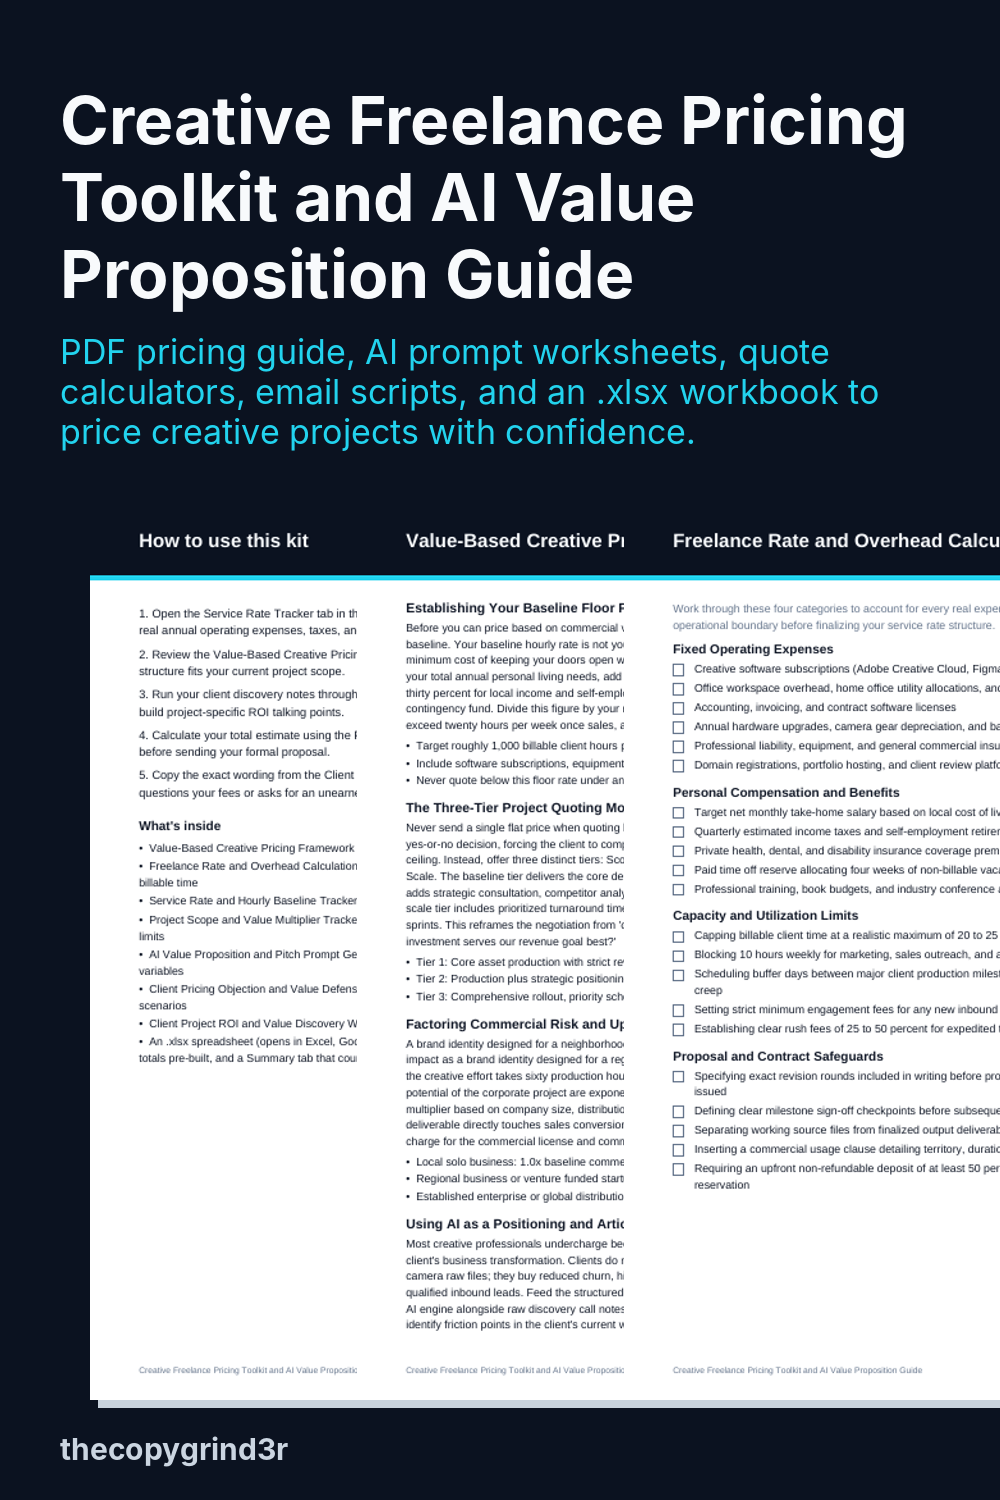 Creative Freelance Pricing
Toolkit and AI Value
Proposition Guide
PDF pricing guide, AI prompt worksheets, quote
calculators, email scripts, and an .xlsx workbook to
price creative projects with confidence.
How to use this kit
1. Open the Service Rate Tracker tab in th
real annual operating expenses, taxes, an
2. Review the Value-Based Creative Pricin
structure fits your current project scope.
3. Run your client discovery notes through
build project-specific ROI talking points.
4. Calculate your total estimate using the
before sending your formal proposal.
5. Copy the exact wording from the Client
questions your fees or asks for an unearne
What's inside
• Value-Based Creative Pricing Framework
• Freelance Rate and Overhead Calculation
billable time
• Service Rate and Hourly Baseline Tracker
• Project Scope and Value Multiplier Tracke
limits
• AI Value Proposition and Pitch Prompt Ge
variables
• Client Pricing Objection and Value Defens
scenarios
• Client Project ROI and Value Discovery W
• An .xlsx spreadsheet (opens in Excel, Goo
totals pre-built, and a Summary tab that cou
Creative Freelance Pricing Toolkit and AI Value Propositio
Value-Based Creative Pr
Establishing Your Baseline Floor
Before you can price based on commercial
baseline. Your baseline hourly rate is not yo
minimum cost of keeping your doors open w
your total annual personal living needs, add
thirty percent for local income and self-emplo
contingency fund. Divide this figure by your
exceed twenty hours per week once sales, a
• Target roughly 1,000 billable client hours
• Include software subscriptions, equipment
• Never quote below this floor rate under an
The Three-Tier Project Quoting Mo
Never send a single flat price when quoting
yes-or-no decision, forcing the client to comp
ceiling. Instead, offer three distinct tiers: Sco
Scale. The baseline tier delivers the core de
adds strategic consultation, competitor analy
scale tier includes prioritized turnaround time
sprints. This reframes the negotiation from '
investment serves our revenue goal best?'
• Tier 1: Core asset production with strict re
• Tier 2: Production plus strategic positionin
• Tier 3: Comprehensive rollout, priority sch
Factoring Commercial Risk and Up
A brand identity designed for a neighborhoo
impact as a brand identity designed for a reg
the creative effort takes sixty production hou
potential of the corporate project are expone
multiplier based on company size, distributio
deliverable directly touches sales conversion
charge for the commercial license and comm
• Local solo business: 1.0x baseline comme
• Regional business or venture funded start
• Established enterprise or global distributio
Using AI as a Positioning and Artic
Most creative professionals undercharge be
client's business transformation. Clients do
camera raw files; they buy reduced churn, hi
qualified inbound leads. Feed the structured
AI engine alongside raw discovery call notes
identify friction points in the client's current w
Creative Freelance Pricing Toolkit and AI Value Propositio
Freelance Rate and Overhead Calcu
Work through these four categories to account for every real expe
operational boundary before finalizing your service rate structure.
Fixed Operating Expenses
Creative software subscriptions (Adobe Creative Cloud, Figma
Office workspace overhead, home office utility allocations, and
Accounting, invoicing, and contract software licenses
Annual hardware upgrades, camera gear depreciation, and ba
Professional liability, equipment, and general commercial insu
Domain registrations, portfolio hosting, and client review platfo
Personal Compensation and Benefits
Target net monthly take-home salary based on local cost of liv
Quarterly estimated income taxes and self-employment retirem
Private health, dental, and disability insurance coverage prem
Paid time off reserve allocating four weeks of non-billable vaca
Professional training, book budgets, and industry conference a
Capacity and Utilization Limits
Capping billable client time at a realistic maximum of 20 to 25
Blocking 10 hours weekly for marketing, sales outreach, and a
Scheduling buffer days between major client production milest
creep
Setting strict minimum engagement fees for any new inbound
Establishing clear rush fees of 25 to 50 percent for expedited
Proposal and Contract Safeguards
Specifying exact revision rounds included in writing before pro
issued
Defining clear milestone sign-off checkpoints before subseque
Separating working source files from finalized output deliverab
Inserting a commercial usage clause detailing territory, duratio
Requiring an upfront non-refundable deposit of at least 50 per
reservation
Creative Freelance Pricing Toolkit and AI Value Proposition Guide
thecopygrind3r